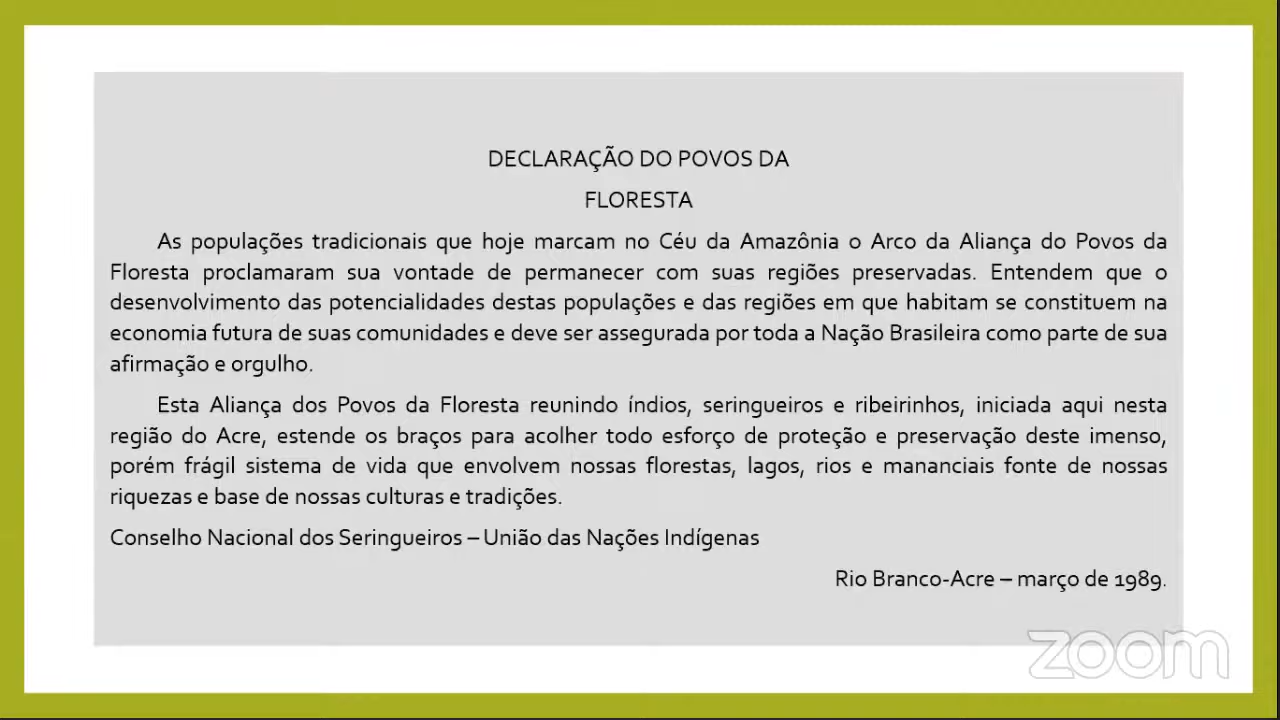 DECLARAÇÃO DO POVOS DA
FLORESTA
As populações tradicionais que hoje marcam no Céu da Amazônia o Arco da Aliança do Povos da
Floresta proclamaram sua vontade de permanecer com suas regiões preservadas. Entendem que o
desenvolvimento das potencialidades destas populações e das regiões em que habitam se constituem na
economia futura de suas comunidades e deve ser assegurada por toda a Nação Brasileira como parte de sua
afirmação e orgulho.
Esta Aliança dos Povos da Floresta reunindo índios, seringueiros e ribeirinhos, iniciada aqui nesta
região do Acre, estende os braços para acolher todo esforço de proteção e preservação deste imenso,
porém frágil sistema de vida que envolvem nossas florestas, lagos, rios e mananciais fonte de nossas
riquezas e base de nossas culturas e tradições.
Conselho Nacional dos Seringueiros – União das Nações Indígenas
Rio Branco-Acre – março de 1989.
zoom